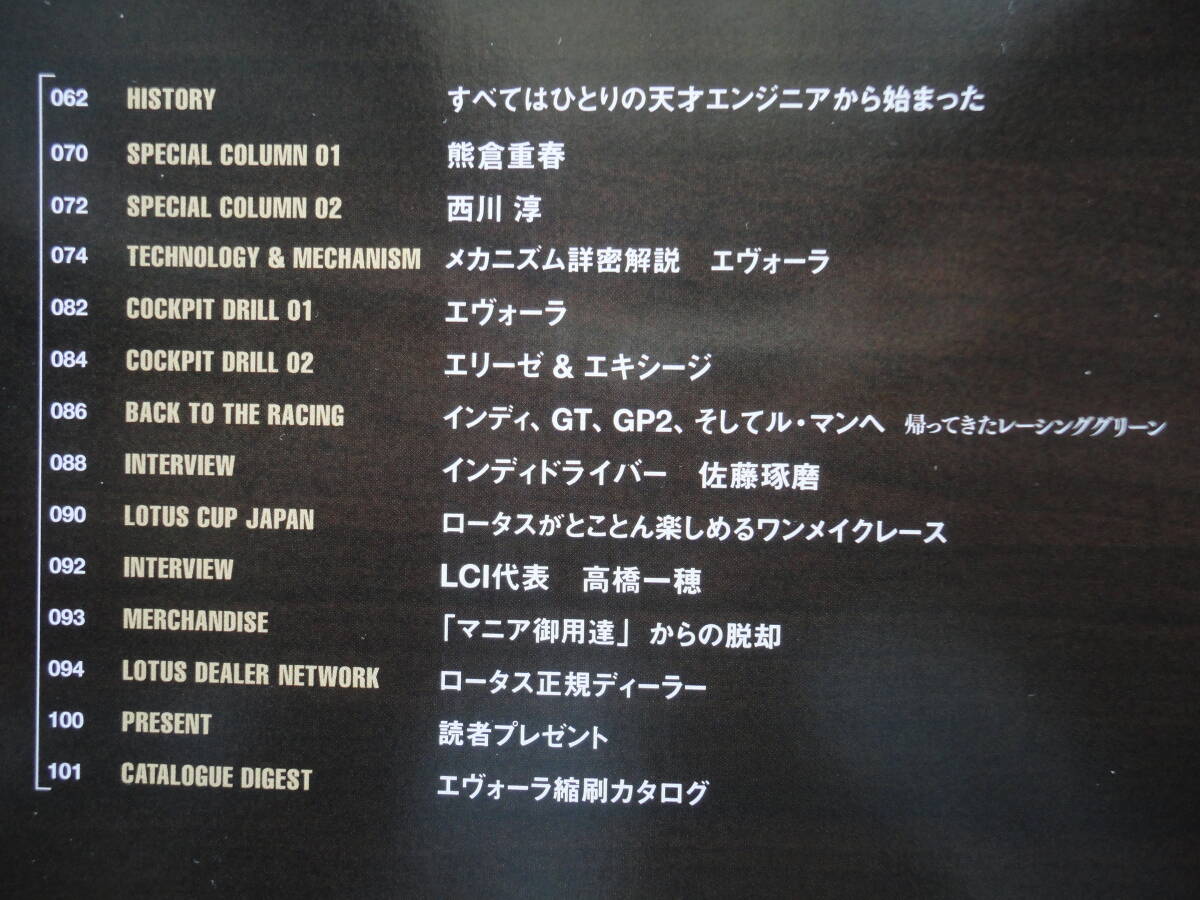 062 HISTORY すべてはひとりの天才エンジニアから始まった
070 SPECIAL COLUMN 01 熊倉重春
072 SPECIAL COLUMN 02 西川 淳
074 TECHNOLOGY & MECHANISM メカニズム詳密解説 エヴォーラ
082 COCKPIT DRILL 01 エヴォーラ
084 COCKPIT DRILL 02 エリーゼ & エキシージ
086 BACK TO THE RACING インディ、GT、GP2、そしてル・マンへ 帰ってきたレーシンググリーン
088 INTERVIEW インディドライバー 佐藤琢磨
090 LOTUS CUP JAPAN ロータスがとことん楽しめるワンメイクレース
092 INTERVIEW LCI代表 高橋一穂
093 MERCHANDISE 「マニア御用達」からの脱却
094 LOTUS DEALER NETWORK ロータス正規ディーラー
100 PRESENT 読者プレゼント
101 CATALOGUE DIGEST エヴォーラ縮刷カタログ